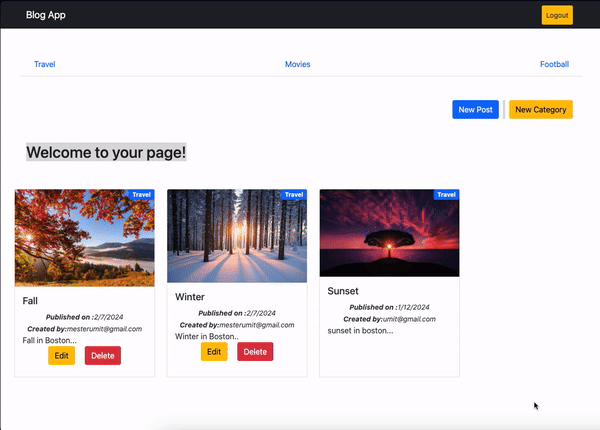 Blog App
Logout
Travel
Movies
Football
New Post
New Category
Welcome to your page!
Travel
Fall
Published on :2/7/2024
Created by:mesterumit@gmail.com
Fall in Boston...
Edit
Delete
Travel
Winter
Published on :2/7/2024
Created by:mesterumit@gmail.com
Winter in Boston..
Edit
Delete
Travel
Sunset
Published on :1/12/2024
Created by:umit@gmail.com
sunset in boston...